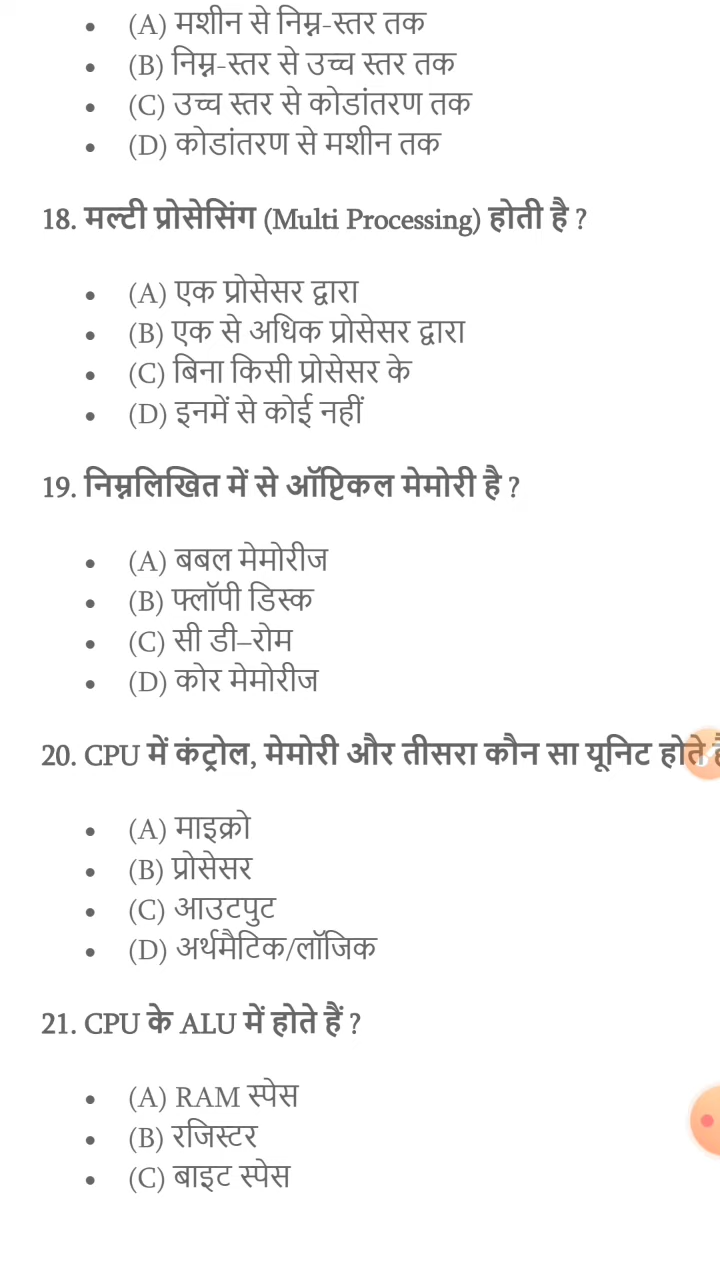 • (A) मशीन से निम्न-स्तर तक
• (B) निम्न-स्तर से उच्च स्तर तक
• (C) उच्च स्तर से कोडांतरण तक
• (D) कोडांतरण से मशीन तक
18. मल्टी प्रोसेसिंग (Multi Processing) होती है ?
• (A) एक प्रोसेसर द्वारा
• (B) एक से अधिक प्रोसेसर द्वारा
• (C) बिना किसी प्रोसेसर के
• (D) इनमें से कोई नहीं
19. निम्नलिखित में से ऑप्टिकल मेमोरी है ?
• (A) बबल मेमोरीज
• (B) फ्लॉपी डिस्क
• (C) सी डी–रोम
• (D) कोर मेमोरीज
20. CPU में कंट्रोल, मेमोरी और तीसरा कौन सा यूनिट होते
• (A) माइक्रो
• (B) प्रोसेसर
• (C) आउटपुट
• (D) अर्थमैटिक/लॉजिक
21. CPU के ALU में होते हैं ?
• (A) RAM स्पेस
• (B) रजिस्टर
• (C) बाइट स्पेस